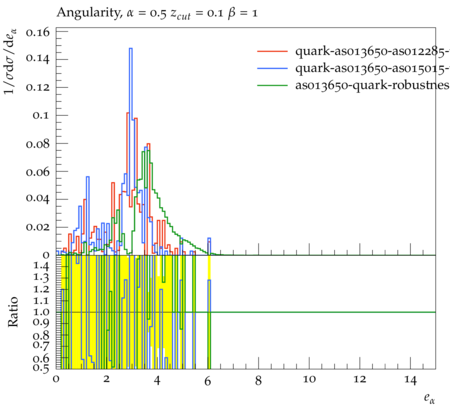 Angularity, α = 0.5 z_cut = 0.1 β = 1
1/σdσ/de_α
0.16
0.14
0.12
0.1
0.08
0.06
0.04
0.02
0
quark-as013650-as012285-
quark-as013650-as015015-
as013650-quark-robustnes
Ratio
1.4
1.3
1.2
1.1
1.0
0.9
0.8
0.7
0.6
0.5
0 2 4 6 8 10 12 14
e_α